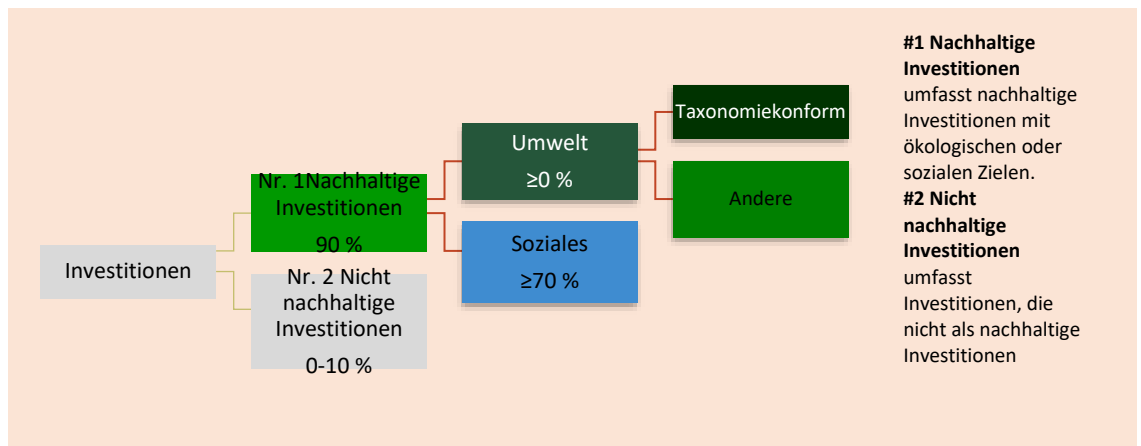 Investitionen
Nr. 1Nachhaltige
Investitionen
90 %
Nr. 2 Nicht
nachhaltige
Investitionen
0-10 %
Umwelt
≥0 %
Soziales
≥70 %
Taxonomiekonform
Andere
#1 Nachhaltige
Investitionen
umfasst nachhaltige
Investitionen mit
ökologischen oder
sozialen Zielen.
#2 Nicht
nachhaltige
Investitionen
umfasst
Investitionen, die
nicht als nachhaltige
Investitionen